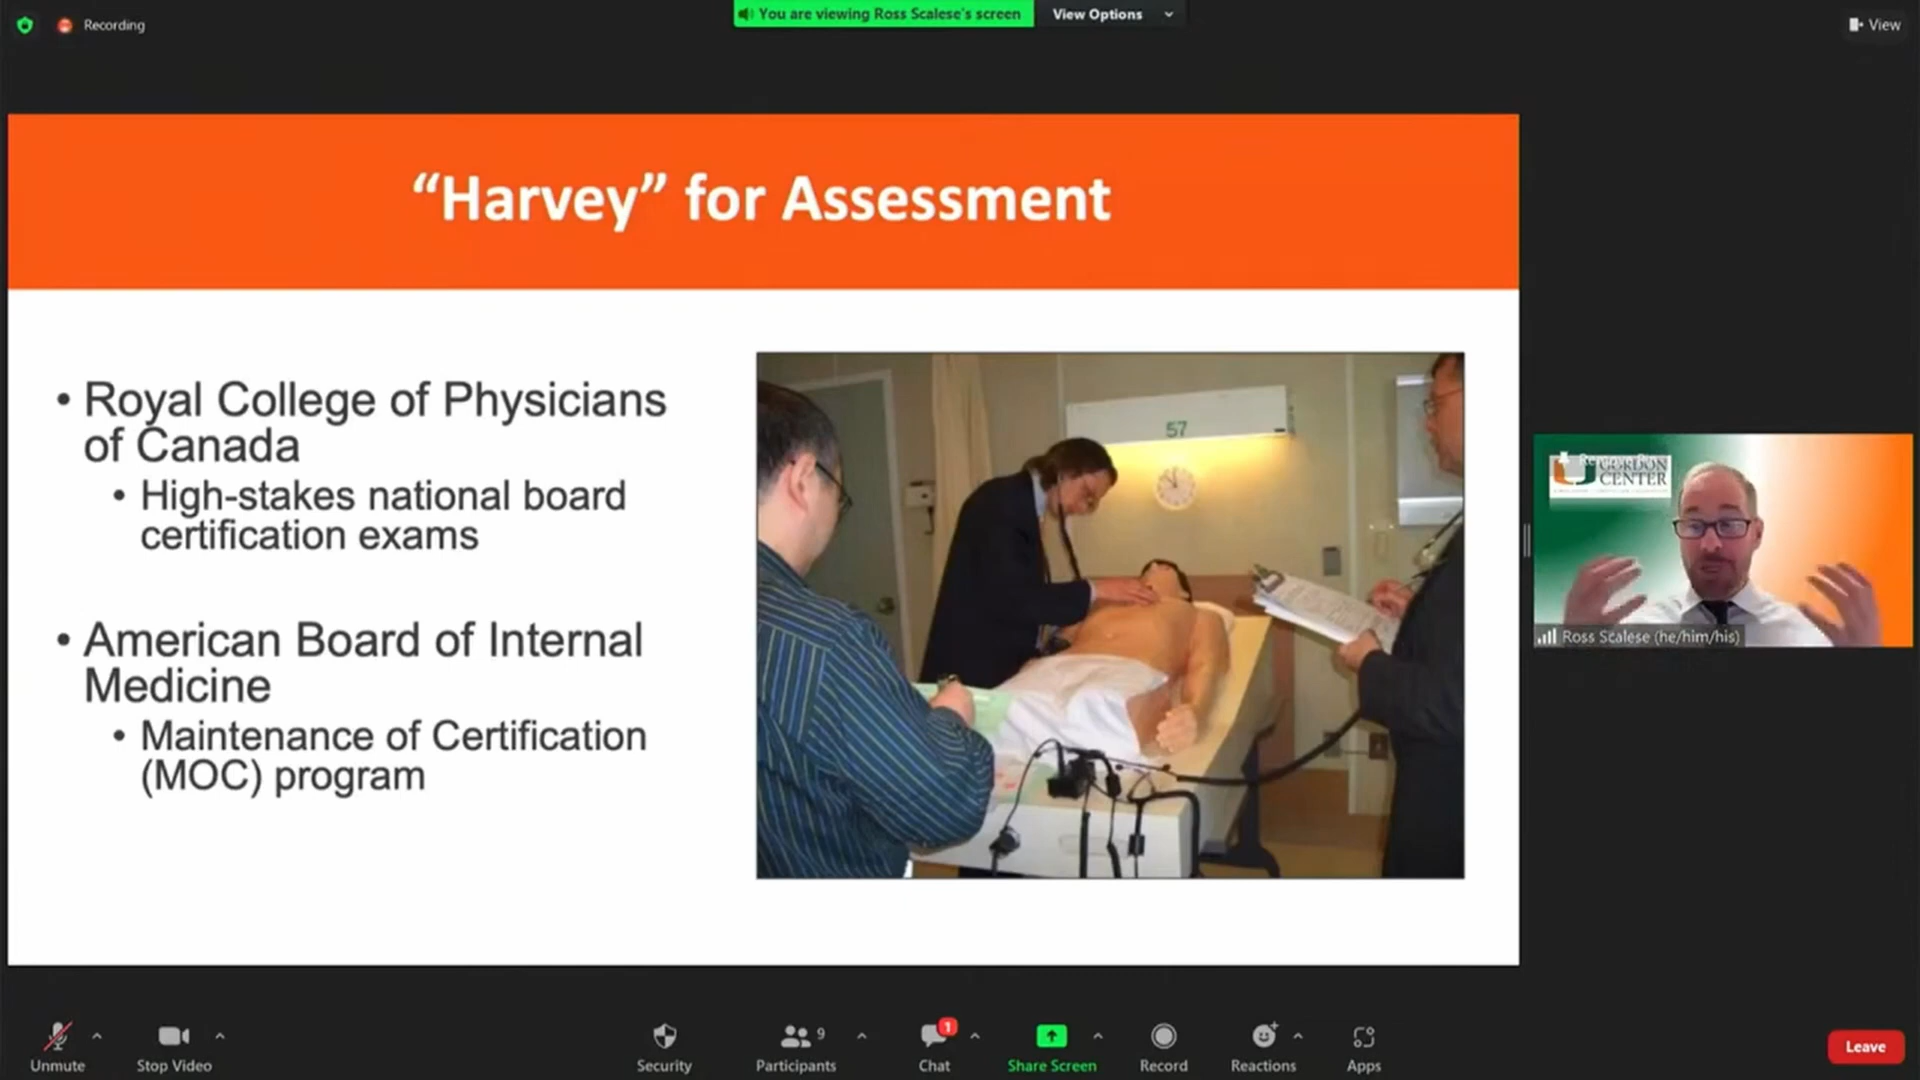 Recording
You are viewing Ross Scalese's screen
View Options
View
“Harvey” for Assessment
• Royal College of Physicians
of Canada
• High-stakes national board
certification exams
• American Board of Internal
Medicine
• Maintenance of Certification
(MOC) program
57
GORDON
CENTER
Ross Scalese (he/him/his)
Unmute
Stop Video
Security
Participants
9
Chat
1
Share Screen
Record
Reactions
Apps
Leave